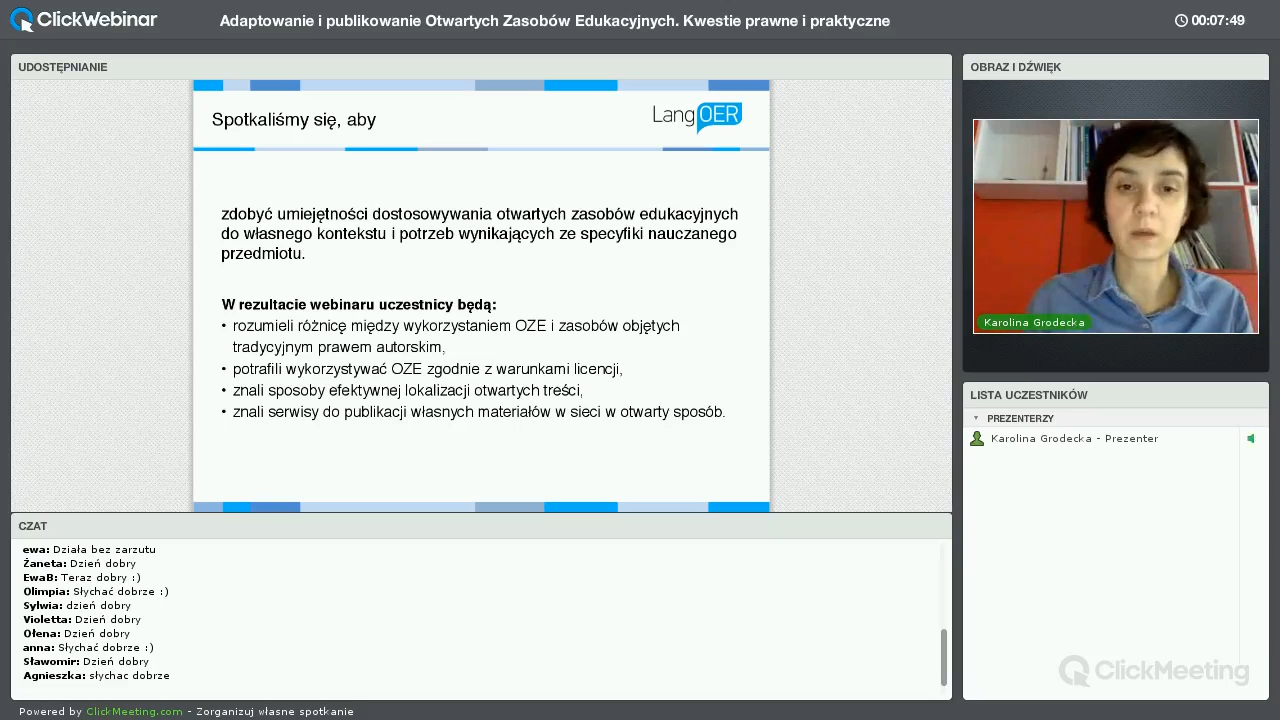 ClickWebinar
Adaptowanie i publikowanie Otwartych Zasobów Edukacyjnych. Kwestie prawne i praktyczne
00:07:49
UDOSTĘPNIANIE
Spotkaliśmy się, aby
LangOER
zdobyć umiejętności dostosowywania otwartych zasobów edukacyjnych
do własnego kontekstu i potrzeb wynikających ze specyfiki nauczanego
przedmiotu.
W rezultacie webinaru uczestnicy będą:
• rozumieli różnicę między wykorzystaniem OZE i zasobów objętych
tradycyjnym prawem autorskim,
• potrafili wykorzystywać OZE zgodnie z warunkami licencji,
• znali sposoby efektywnej lokalizacji otwartych treści,
• znali serwisy do publikacji własnych materiałów w sieci w otwarty sposób.
OBRAZ I DŹWIĘK
Karolina Grodecka
LISTA UCZESTNIKÓW
PREZENTERZY
Karolina Grodecka - Prezenter
CZAT
ewa: Działa bez zarzutu
Żaneta: Dzień dobry
EwaB: Teraz dobry :)
Olimpia: Słychać dobrze :)
Sylwia: dzień dobry
Violetta: Dzień dobry
Ołena: Dzień dobry
anna: Słychać dobrze :)
Sławomir: Dzień dobry
Agnieszka: słychac dobrze
ClickMeeting
Powered by ClickMeeting.com - Zorganizuj własne spotkanie